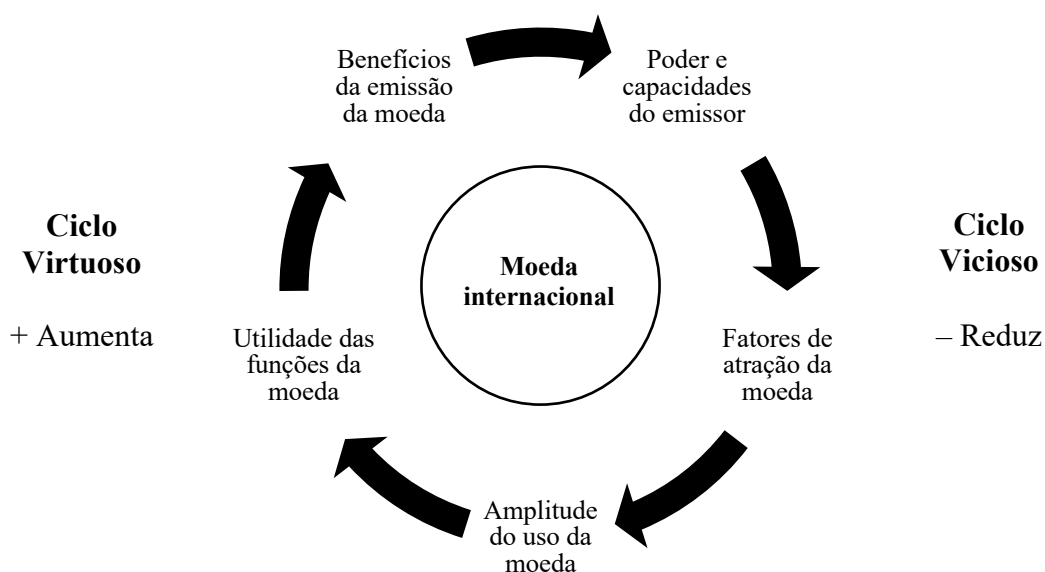 Benefícios
da emissão
da moeda
Poder e
capacidades
do emissor
Ciclo
Virtuoso
+ Aumenta
Moeda
internacional
Ciclo
Vicioso
– Reduz
Utilidade das
funções da
moeda
Fatores de
atração da
moeda
Amplitude
do uso da
moeda